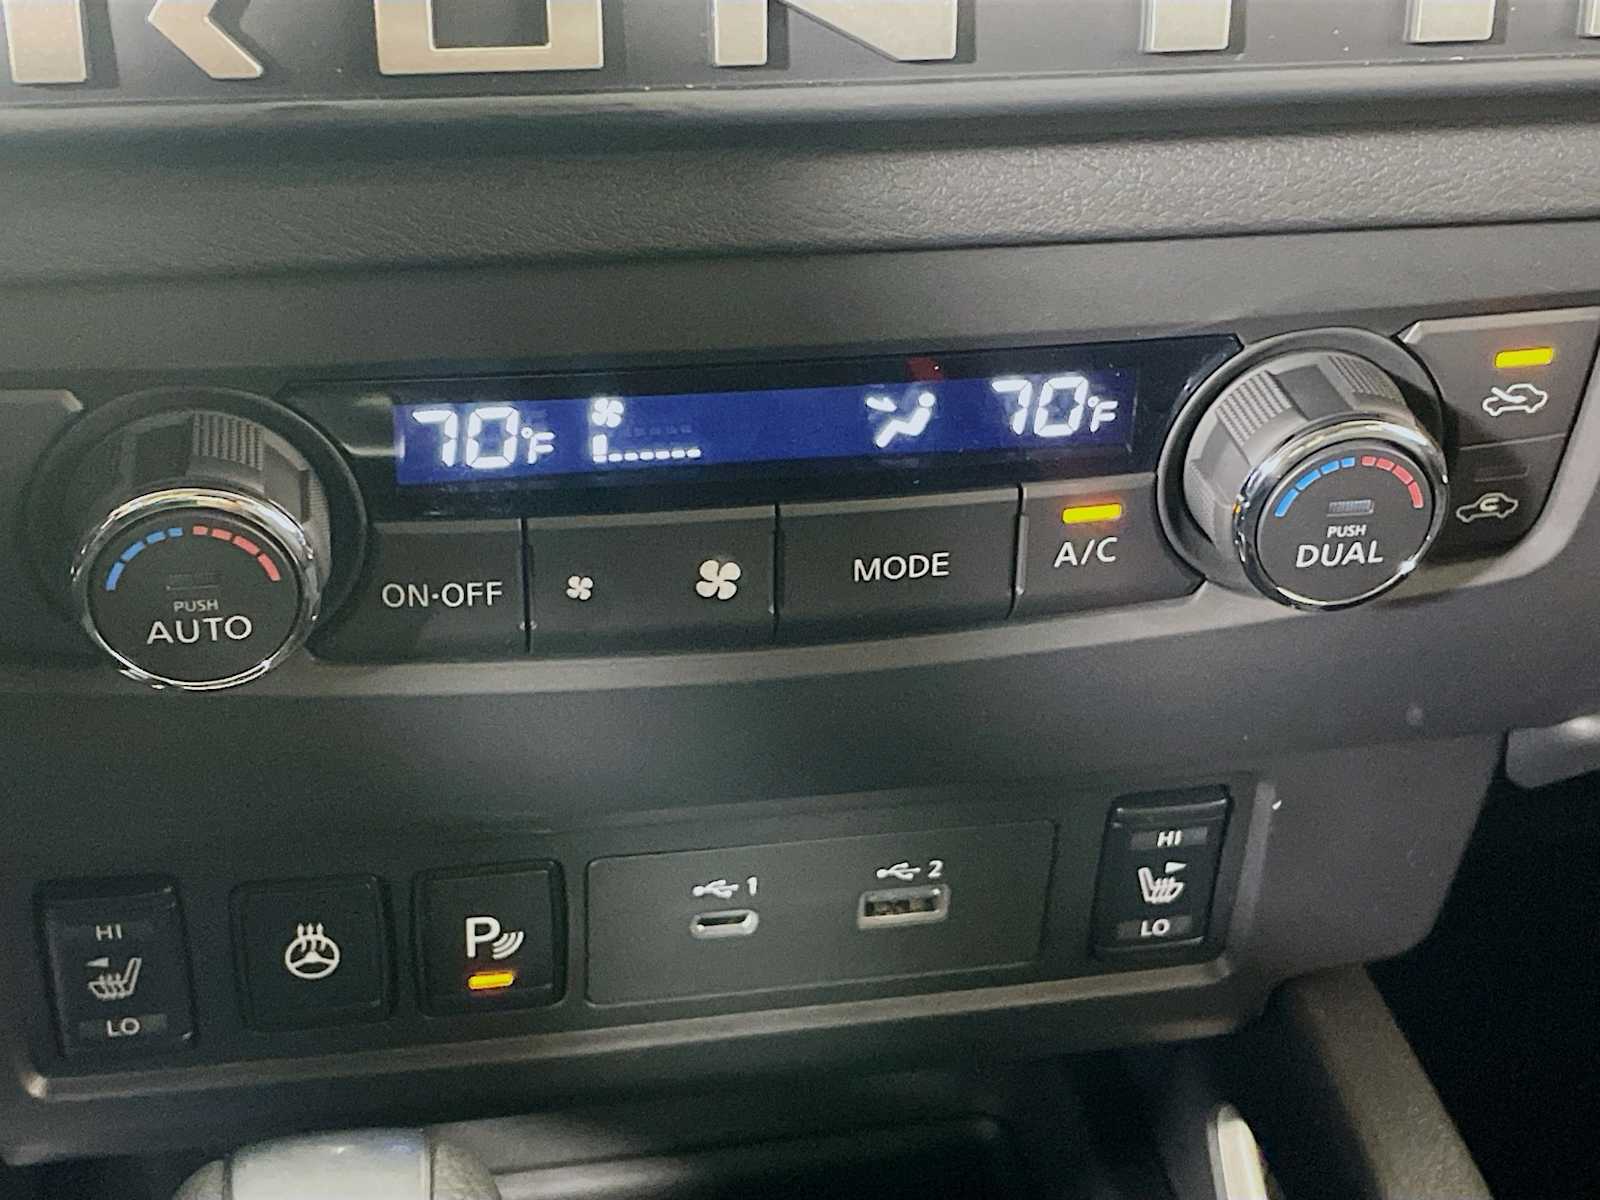 70°F 70°F
PUSH
AUTO
ON·OFF
MODE
A/C
PUSH
DUAL
HI
LO
P
1
2
HI
LO